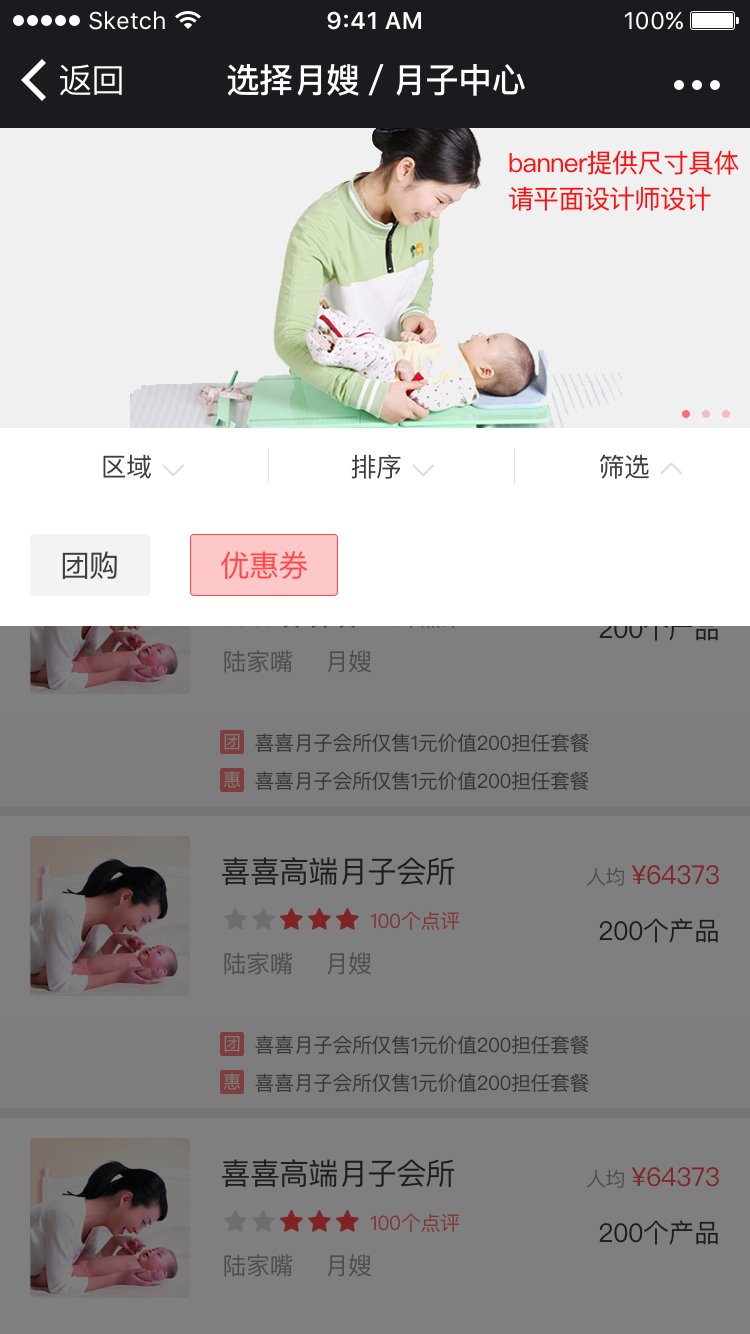 Sketch 9:41 AM 100%
返回 选择月嫂 / 月子中心
banner提供尺寸具体
请平面设计师设计
区域 排序 筛选
团购 优惠券
200个产品
陆家嘴 月嫂
团 喜喜月子会所仅售1元价值200担任套餐
惠 喜喜月子会所仅售1元价值200担任套餐
喜喜高端月子会所 人均 ¥64373
100个点评 200个产品
陆家嘴 月嫂
团 喜喜月子会所仅售1元价值200担任套餐
惠 喜喜月子会所仅售1元价值200担任套餐
喜喜高端月子会所 人均 ¥64373
100个点评 200个产品
陆家嘴 月嫂